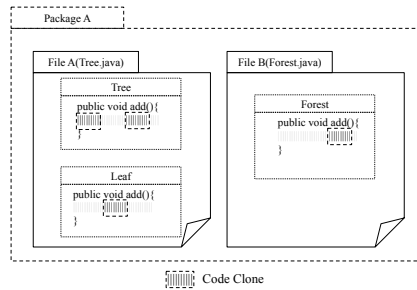 Package A
File A(Tree.java)
File B(Forest.java)
Tree
public void add(){
}
Leaf
public void add(){
}
Forest
public void add(){
}
Code Clone